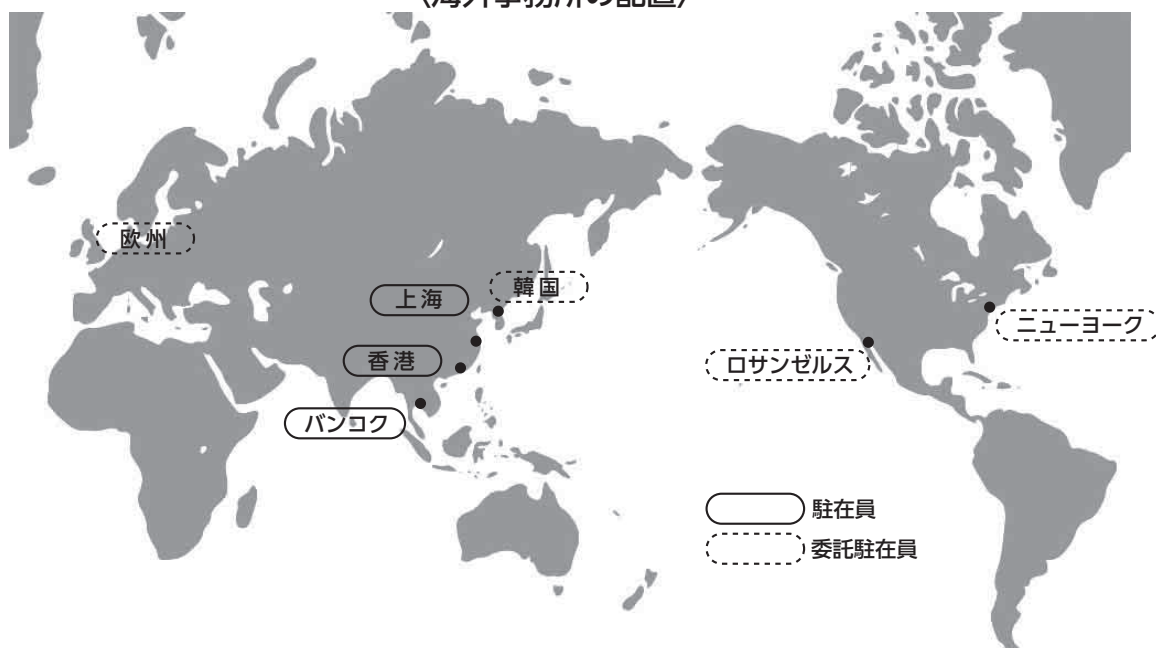 〈海外事務所の配置〉
欧州
韓国
上海
香港
バンコク
ニューヨーク
ロサンゼルス
駐在員
委託駐在員